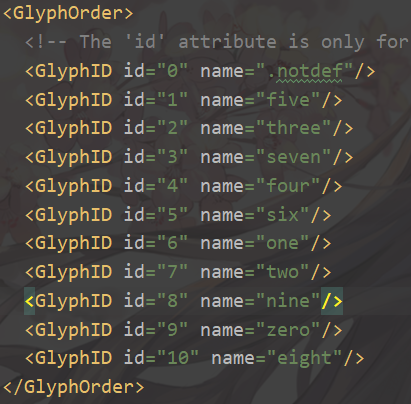 <GlyphOrder>
<!-- The 'id' attribute is only for
<GlyphID id="0" name=".notdef"/>
<GlyphID id="1" name="five"/>
<GlyphID id="2" name="three"/>
<GlyphID id="3" name="seven"/>
<GlyphID id="4" name="four"/>
<GlyphID id="5" name="six"/>
<GlyphID id="6" name="one"/>
<GlyphID id="7" name="two"/>
<GlyphID id="8" name="nine"/>
<GlyphID id="9" name="zero"/>
<GlyphID id="10" name="eight"/>
</GlyphOrder>